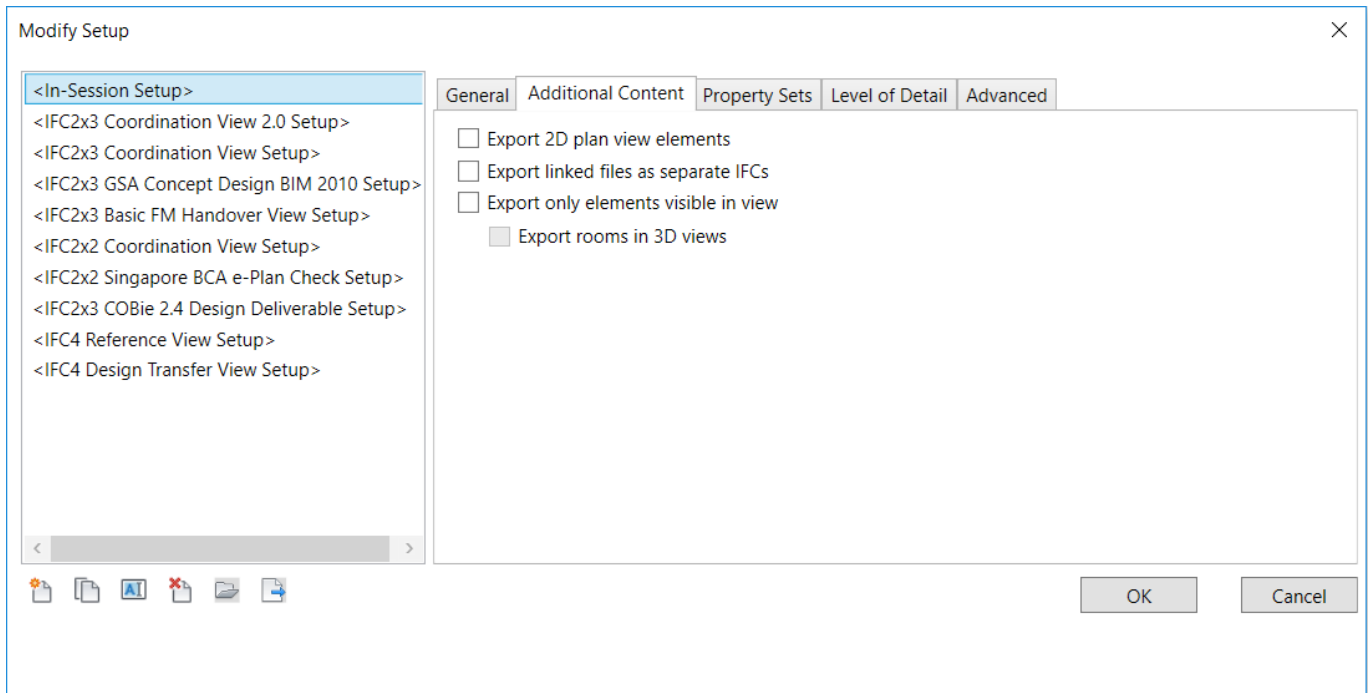 Modify Setup
<In-Session Setup>
<IFC2x3 Coordination View 2.0 Setup>
<IFC2x3 Coordination View Setup>
<IFC2x3 GSA Concept Design BIM 2010 Setup>
<IFC2x3 Basic FM Handover View Setup>
<IFC2x2 Coordination View Setup>
<IFC2x2 Singapore BCA e-Plan Check Setup>
<IFC2x3 COBie 2.4 Design Deliverable Setup>
<IFC4 Reference View Setup>
<IFC4 Design Transfer View Setup>
General Additional Content Property Sets Level of Detail Advanced
Export 2D plan view elements
Export linked files as separate IFCs
Export only elements visible in view
Export rooms in 3D views
AI
OK Cancel